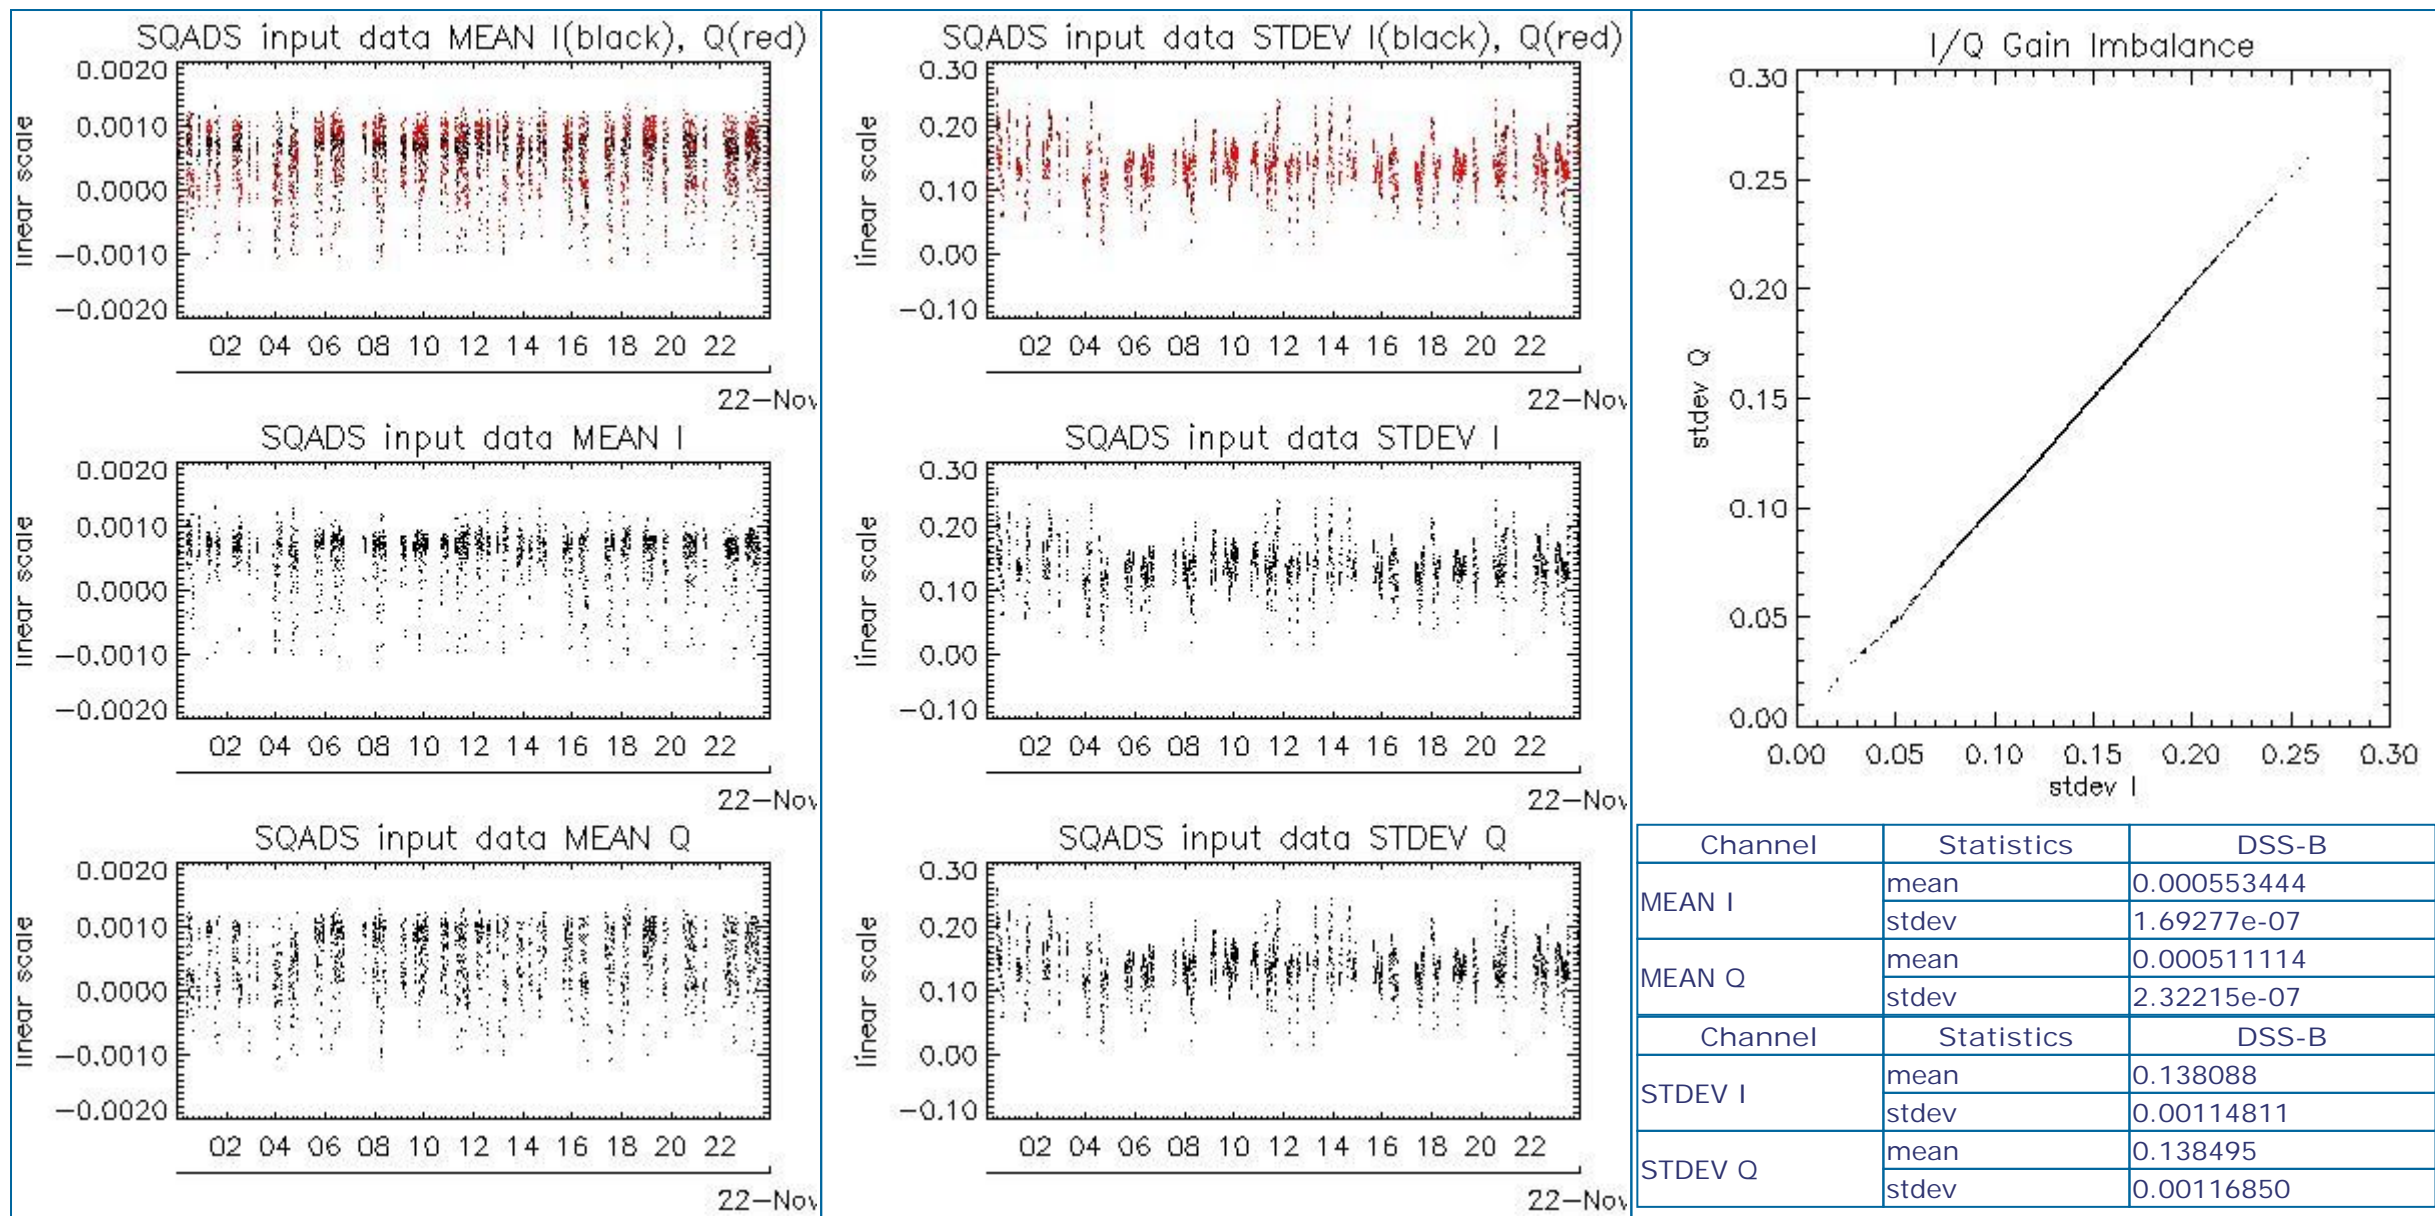 SQADS input data MEAN I(black), Q(red)
linear scale
0.0020
0.0010
0.0000
−0.0010
−0.0020
02 04 06 08 10 12 14 16 18 20 22
22−Nov
SQADS input data MEAN I
linear scale
0.0020
0.0010
0.0000
−0.0010
−0.0020
02 04 06 08 10 12 14 16 18 20 22
22−Nov
SQADS input data MEAN Q
linear scale
0.0020
0.0010
0.0000
−0.0010
−0.0020
02 04 06 08 10 12 14 16 18 20 22
22−Nov
SQADS input data STDEV I(black), Q(red)
linear scale
0.30
0.20
0.10
0.00
−0.10
02 04 06 08 10 12 14 16 18 20 22
22−Nov
SQADS input data STDEV I
linear scale
0.30
0.20
0.10
0.00
−0.10
02 04 06 08 10 12 14 16 18 20 22
22−Nov
SQADS input data STDEV Q
linear scale
0.30
0.20
0.10
0.00
−0.10
02 04 06 08 10 12 14 16 18 20 22
22−Nov
I/Q Gain Imbalance
stdev Q
0.30
0.25
0.20
0.15
0.10
0.05
0.00
0.00 0.05 0.10 0.15 0.20 0.25 0.30
stdev I
Channel Statistics DSS-B
MEAN I
mean 0.000553444
stdev 1.69277e-07
MEAN Q
mean 0.000511114
stdev 2.32215e-07
Channel Statistics DSS-B
STDEV I
mean 0.138088
stdev 0.00114811
STDEV Q
mean 0.138495
stdev 0.00116850